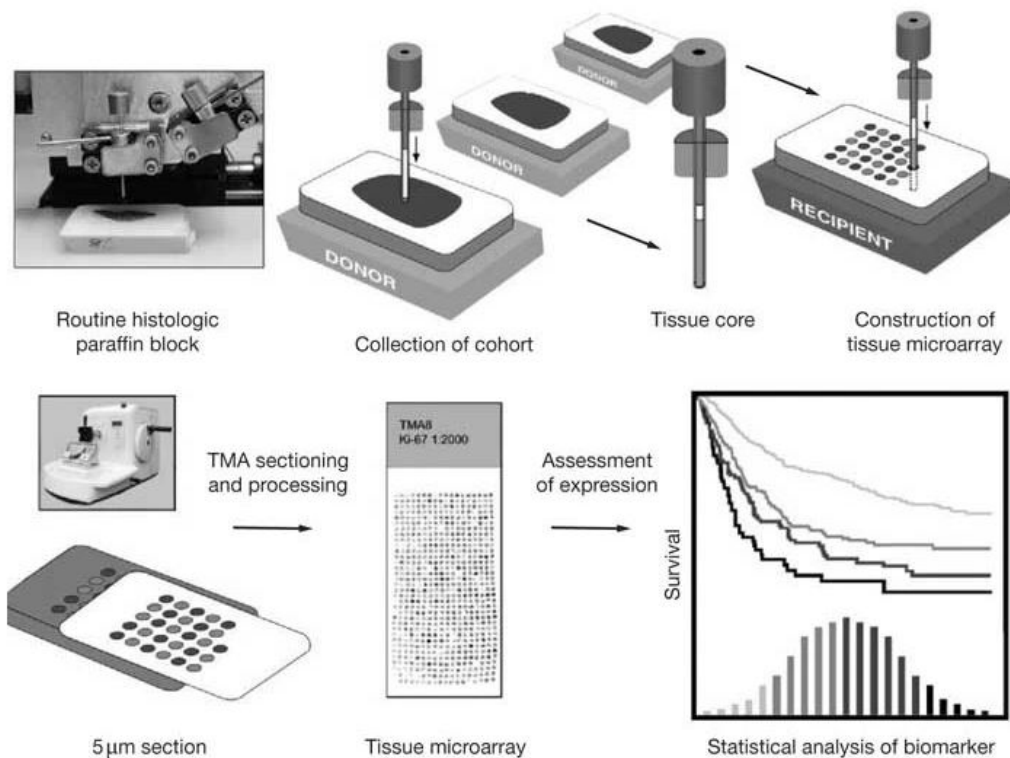 DONOR
DONOR
DONOR
RECIPIENT
Routine histologic
paraffin block
Collection of cohort
Tissue core
Construction of
tissue microarray
TMA sectioning
and processing
TMA8
Ki-67 1:2000
Assessment
of expression
Survival
5 µm section
Tissue microarray
Statistical analysis of biomarker